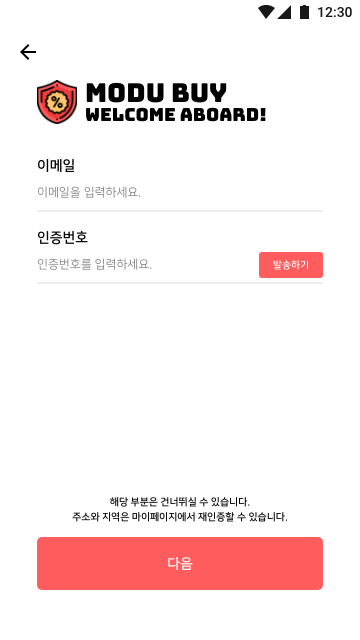 12:30
%
MODU BUY
WELCOME ABOARD!
이메일
이메일을 입력하세요.
인증번호
인증번호를 입력하세요.
발송하기
해당 부분은 건너뛰실 수 있습니다.
주소와 지역은 마이페이지에서 재인증할 수 있습니다.
다음